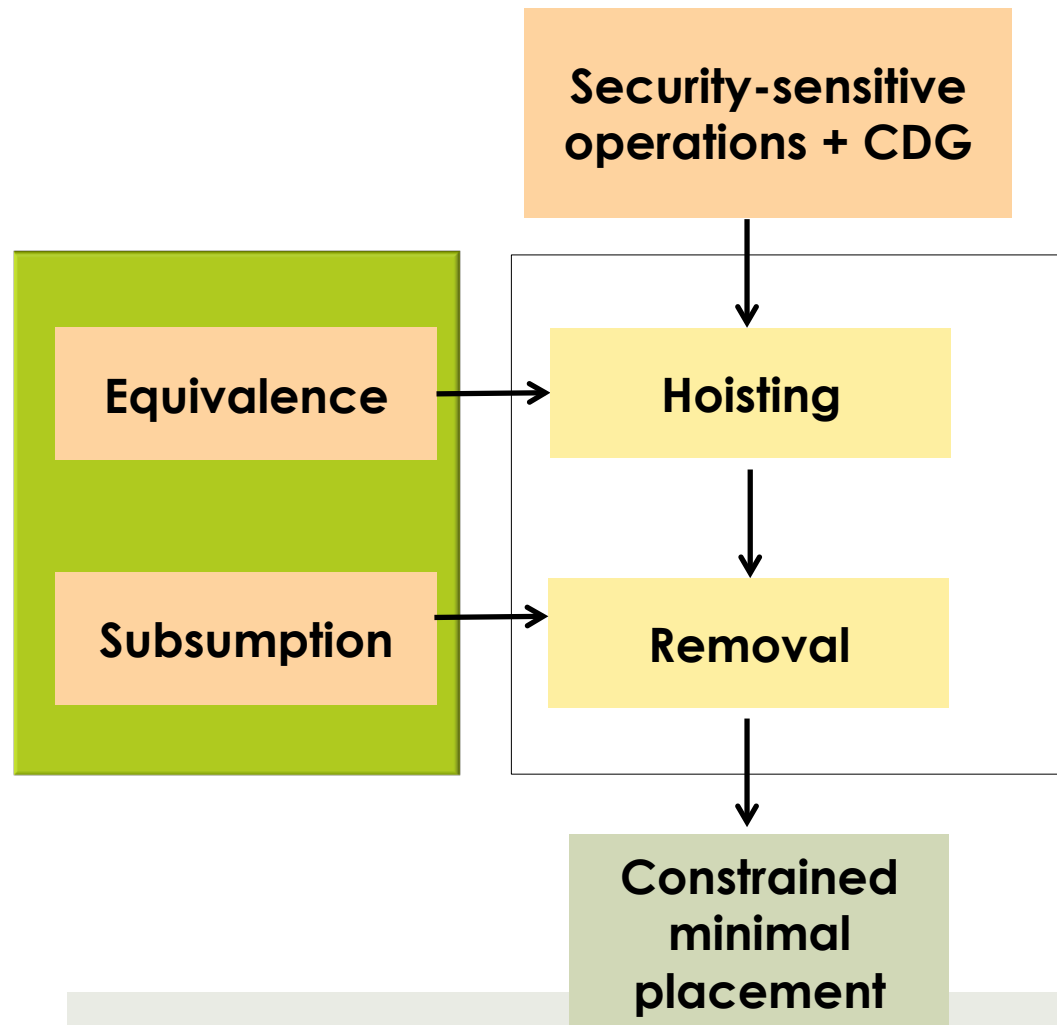 Security-sensitive
operations + CDG
Equivalence
Hoisting
Subsumption
Removal
Constrained
minimal
placement